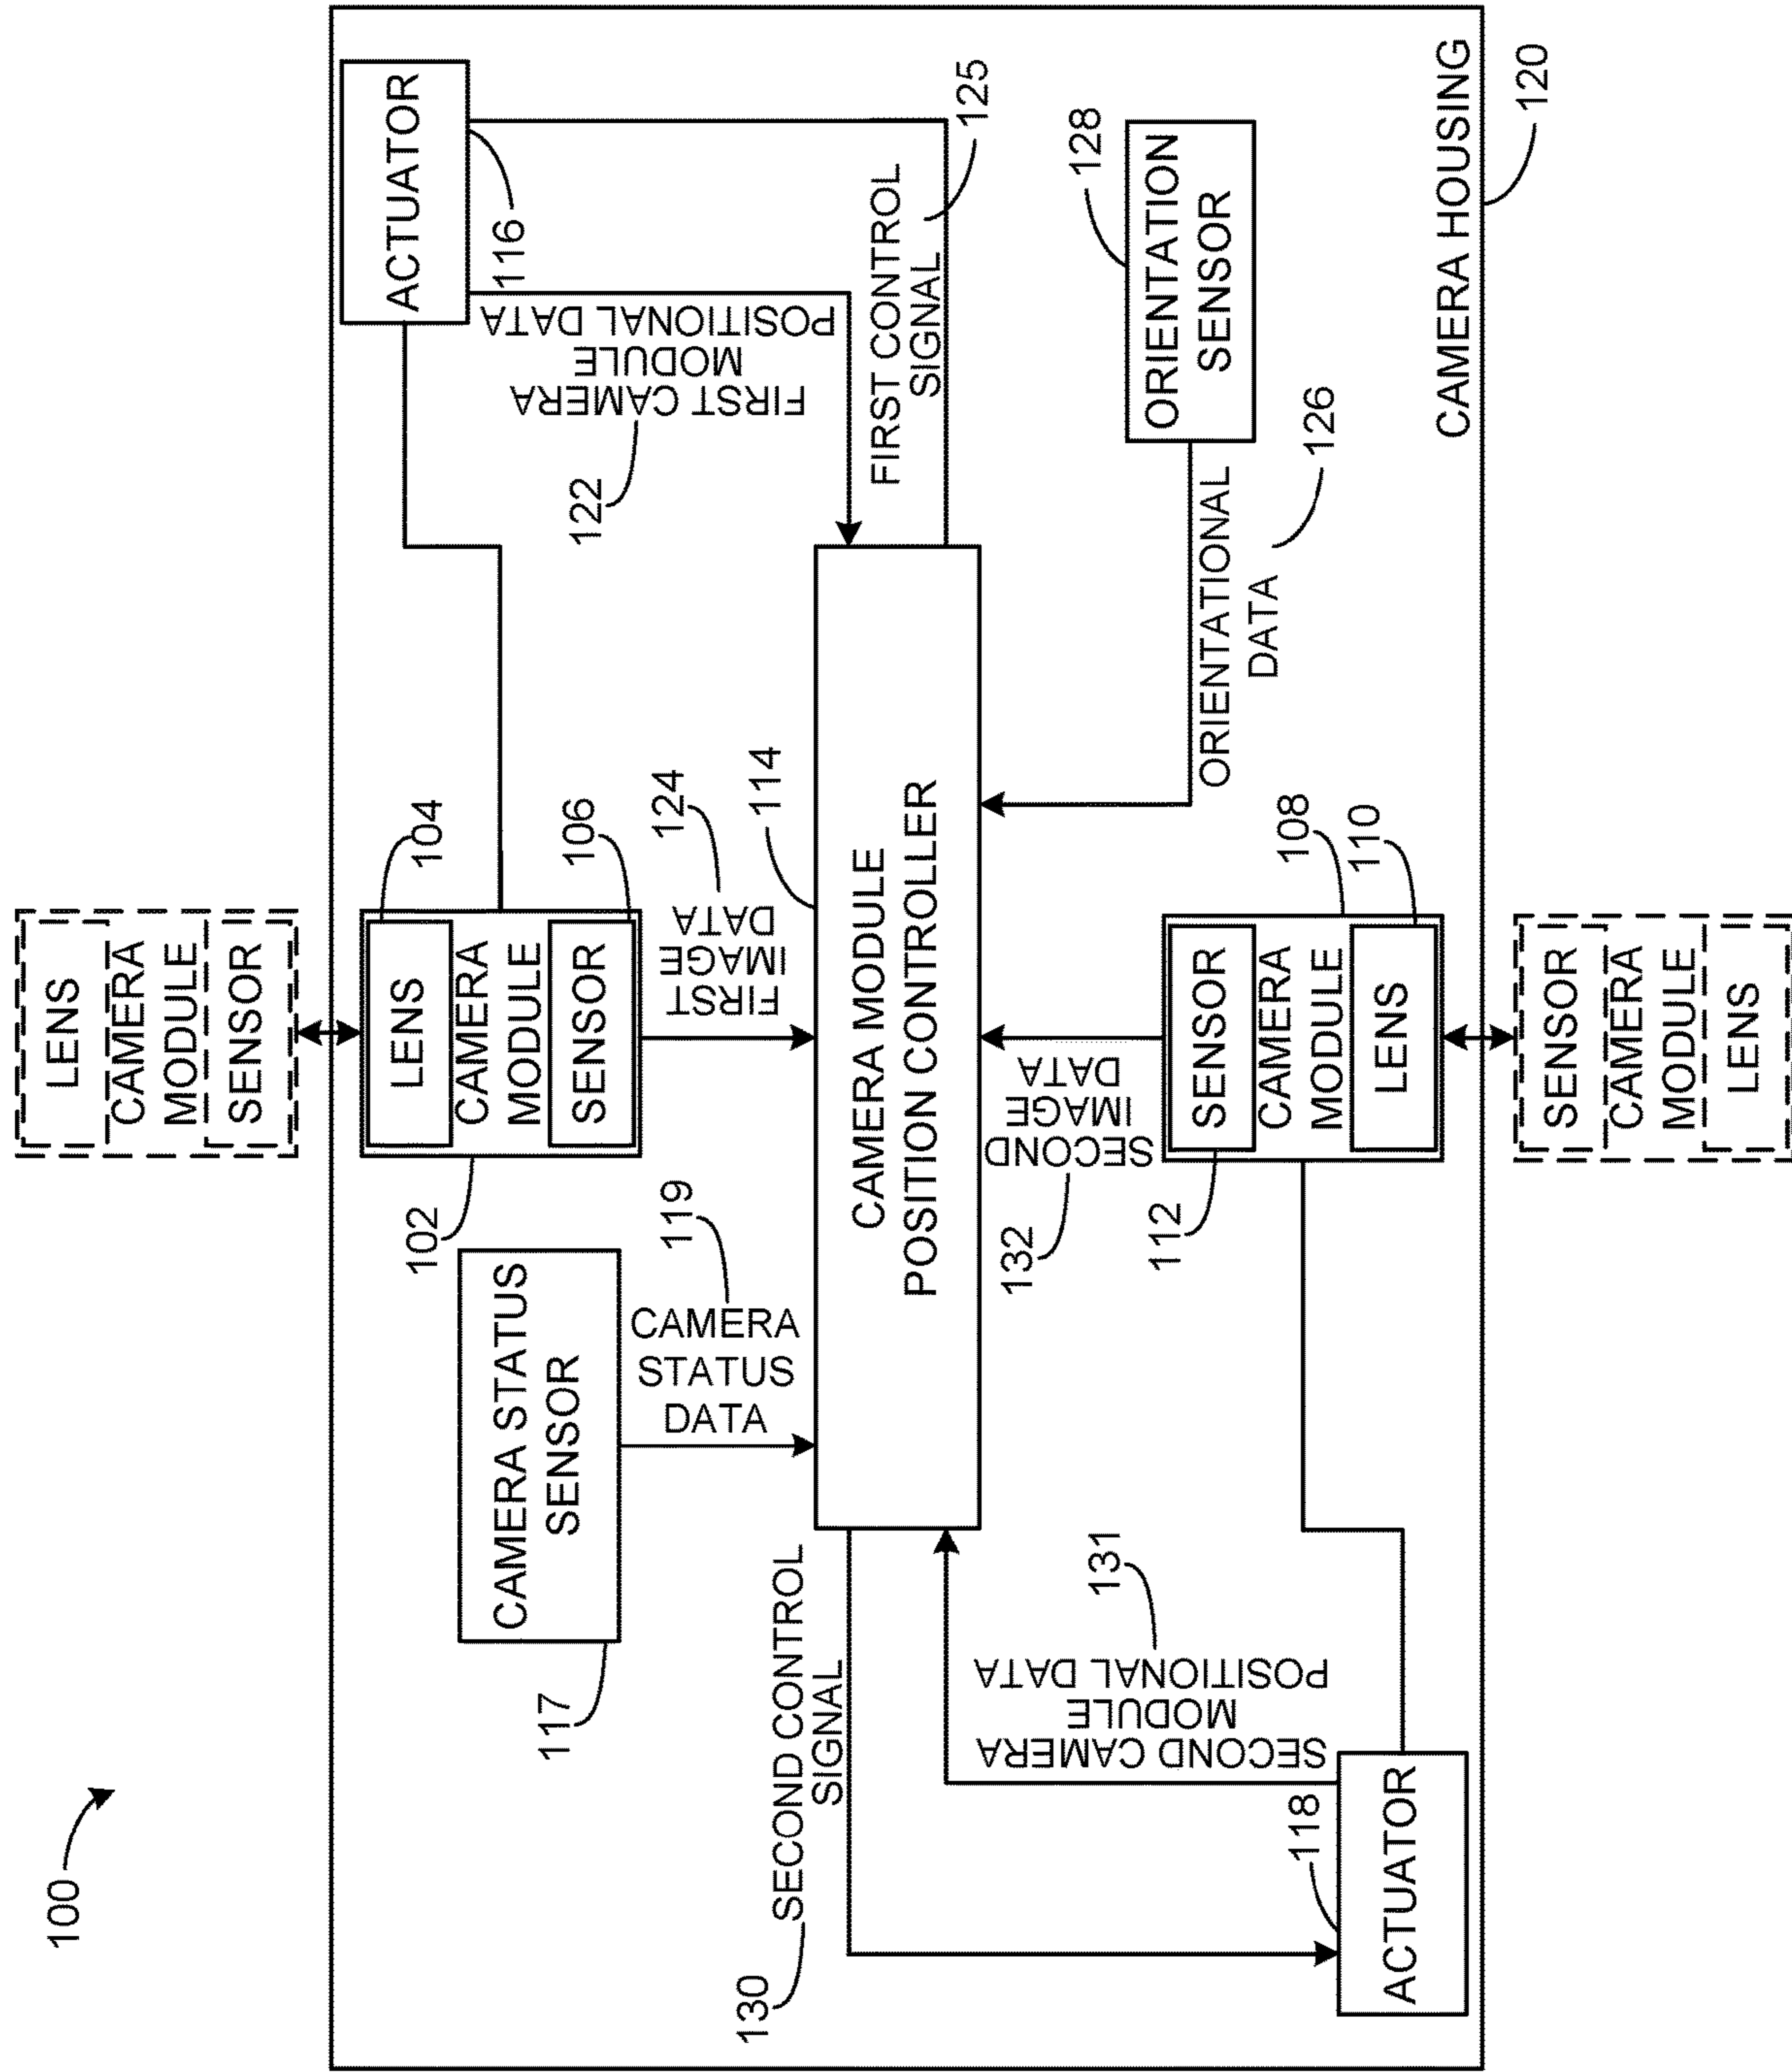 100
LENS
CAMERA
MODULE
SENSOR
ACTUATOR
116
LENS
CAMERA
MODULE
SENSOR
104
106
102
CAMERA STATUS
SENSOR
117
119
CAMERA
STATUS
DATA
FIRST
IMAGE
DATA
124
114
FIRST CAMERA
MODULE
POSITIONAL DATA
122
FIRST CONTROL
SIGNAL
125
CAMERA MODULE
POSITION CONTROLLER
130
SECOND CONTROL
SIGNAL
SECOND CAMERA
MODULE
POSITIONAL DATA
131
SECOND
IMAGE
DATA
132
ORIENTATIONAL
DATA
126
128
ORIENTATION
SENSOR
118
ACTUATOR
112
SENSOR
CAMERA
MODULE
LENS
108
110
CAMERA HOUSING
120
SENSOR
CAMERA
MODULE
LENS